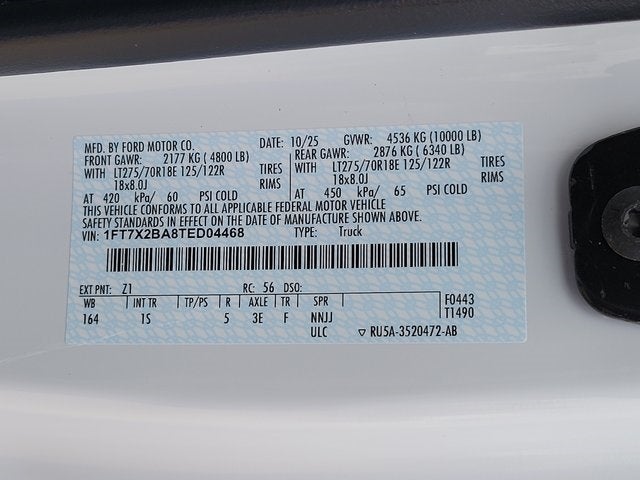 MFD. BY FORD MOTOR CO. DATE: 10/25 GVWR: 4536 KG (10000 LB)
FRONT GAWR: 2177 KG ( 4800 LB) REAR GAWR: 2876 KG ( 6340 LB)
WITH LT275/70R18E 125/122R TIRES WITH LT275/70R18E 125/122R TIRES
18x8.0J RIMS 18x8.0J RIMS
AT 420 kPa/ 60 PSI COLD AT 450 kPa/ 65 PSI COLD
THIS VEHICLE CONFORMS TO ALL APPLICABLE FEDERAL MOTOR VEHICLE
SAFETY STANDARDS IN EFFECT ON THE DATE OF MANUFACTURE SHOWN ABOVE.
VIN: 1FT7X2BA8TED04468 TYPE: Truck
EXT PNT: Z1 RC: 56 DSO:
WB INT TR TP/PS R AXLE TR SPR F0443
164 1S 5 3E F NNJJ T1490
ULC ▽ RU5A-3520472-AB